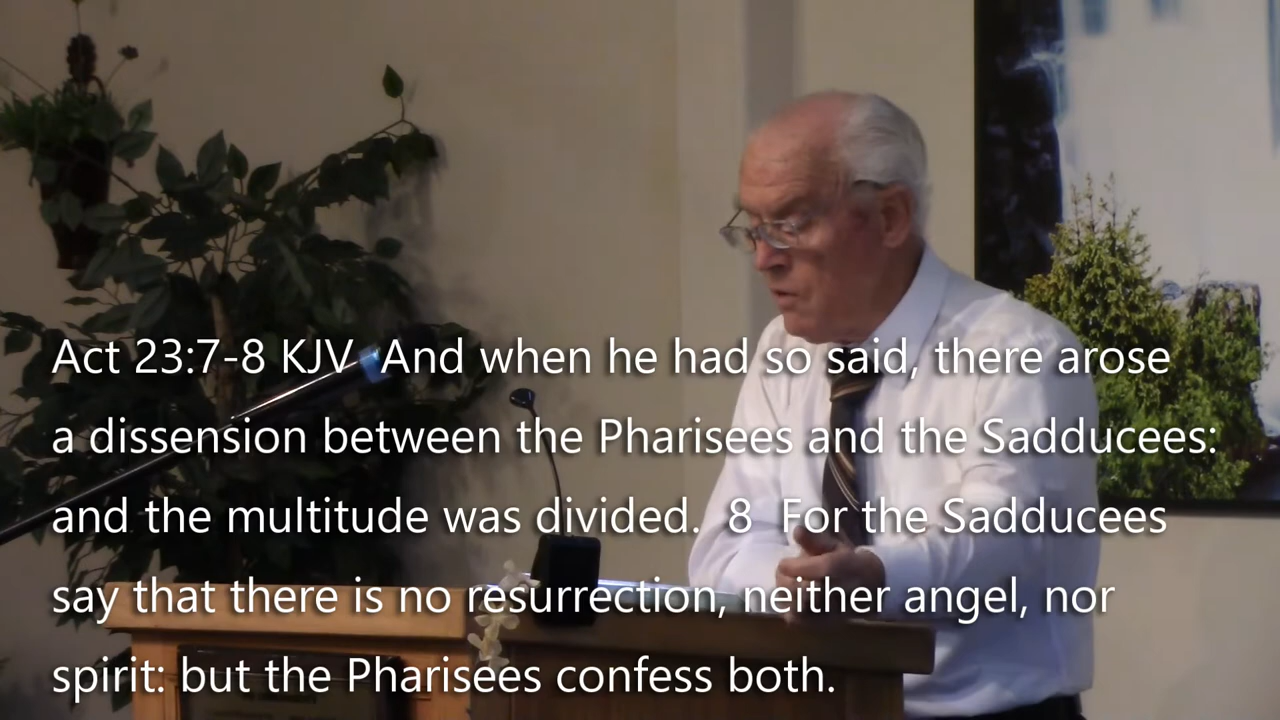 Act 23:7-8 KJV  And when he had so said, there arose
a dissension between the Pharisees and the Sadducees:
and the multitude was divided.  8  For the Sadducees
say that there is no resurrection, neither angel, nor
spirit: but the Pharisees confess both.